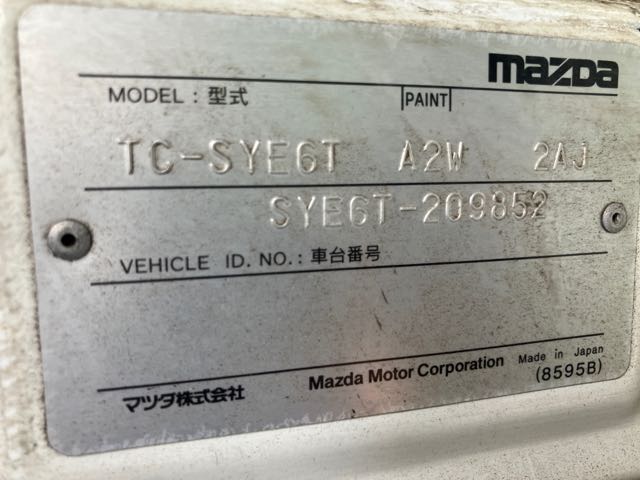 mazda
MODEL : 型式 PAINT
TC-SYE6T A2W 2AJ
SYE6T-209852
VEHICLE ID. NO. : 車台番号
マツダ株式会社 Mazda Motor Corporation Made in Japan
(8595B)